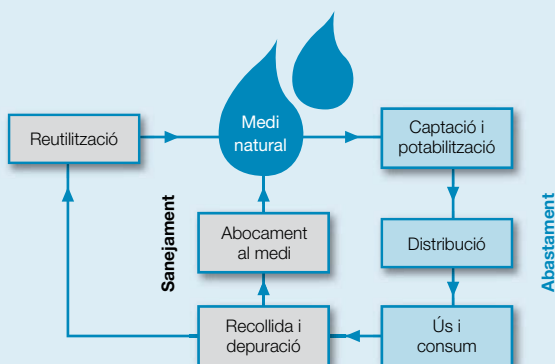 Medi
natural
Reutilització
Captació i
potabilització
Sanejament
Abocament
al medi
Distribució
Abastament
Recollida i
depuració
Ús i
consum